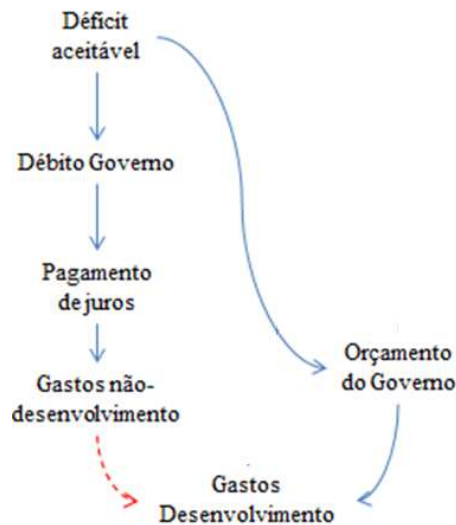 Déficit
aceitável
Débito Governo
Pagamento
de juros
Gastos não-
desenvolvimento
Orçamento
do Governo
Gastos
Desenvolvimento